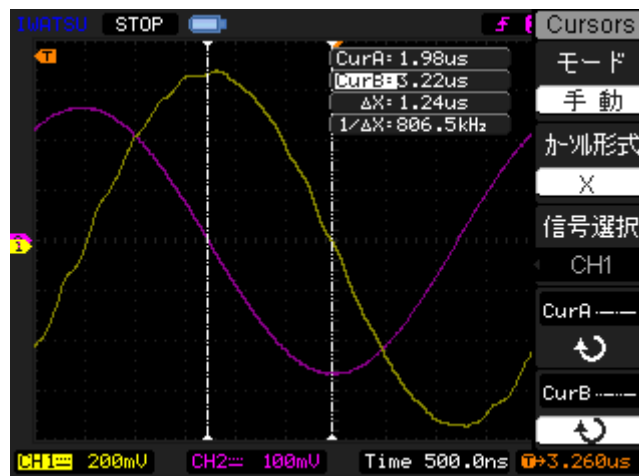 IWATSU STOP
Cursors
T
CurA: 1.98us
CurB: 3.22us
ΔX: 1.24us
1/ΔX: 806.5kHz
モード
手動
カーソル形式
X
信号選択
CH1
1
CurA
CurB
CH1 200mV CH2 100mV Time 500.0ns T→3.260us